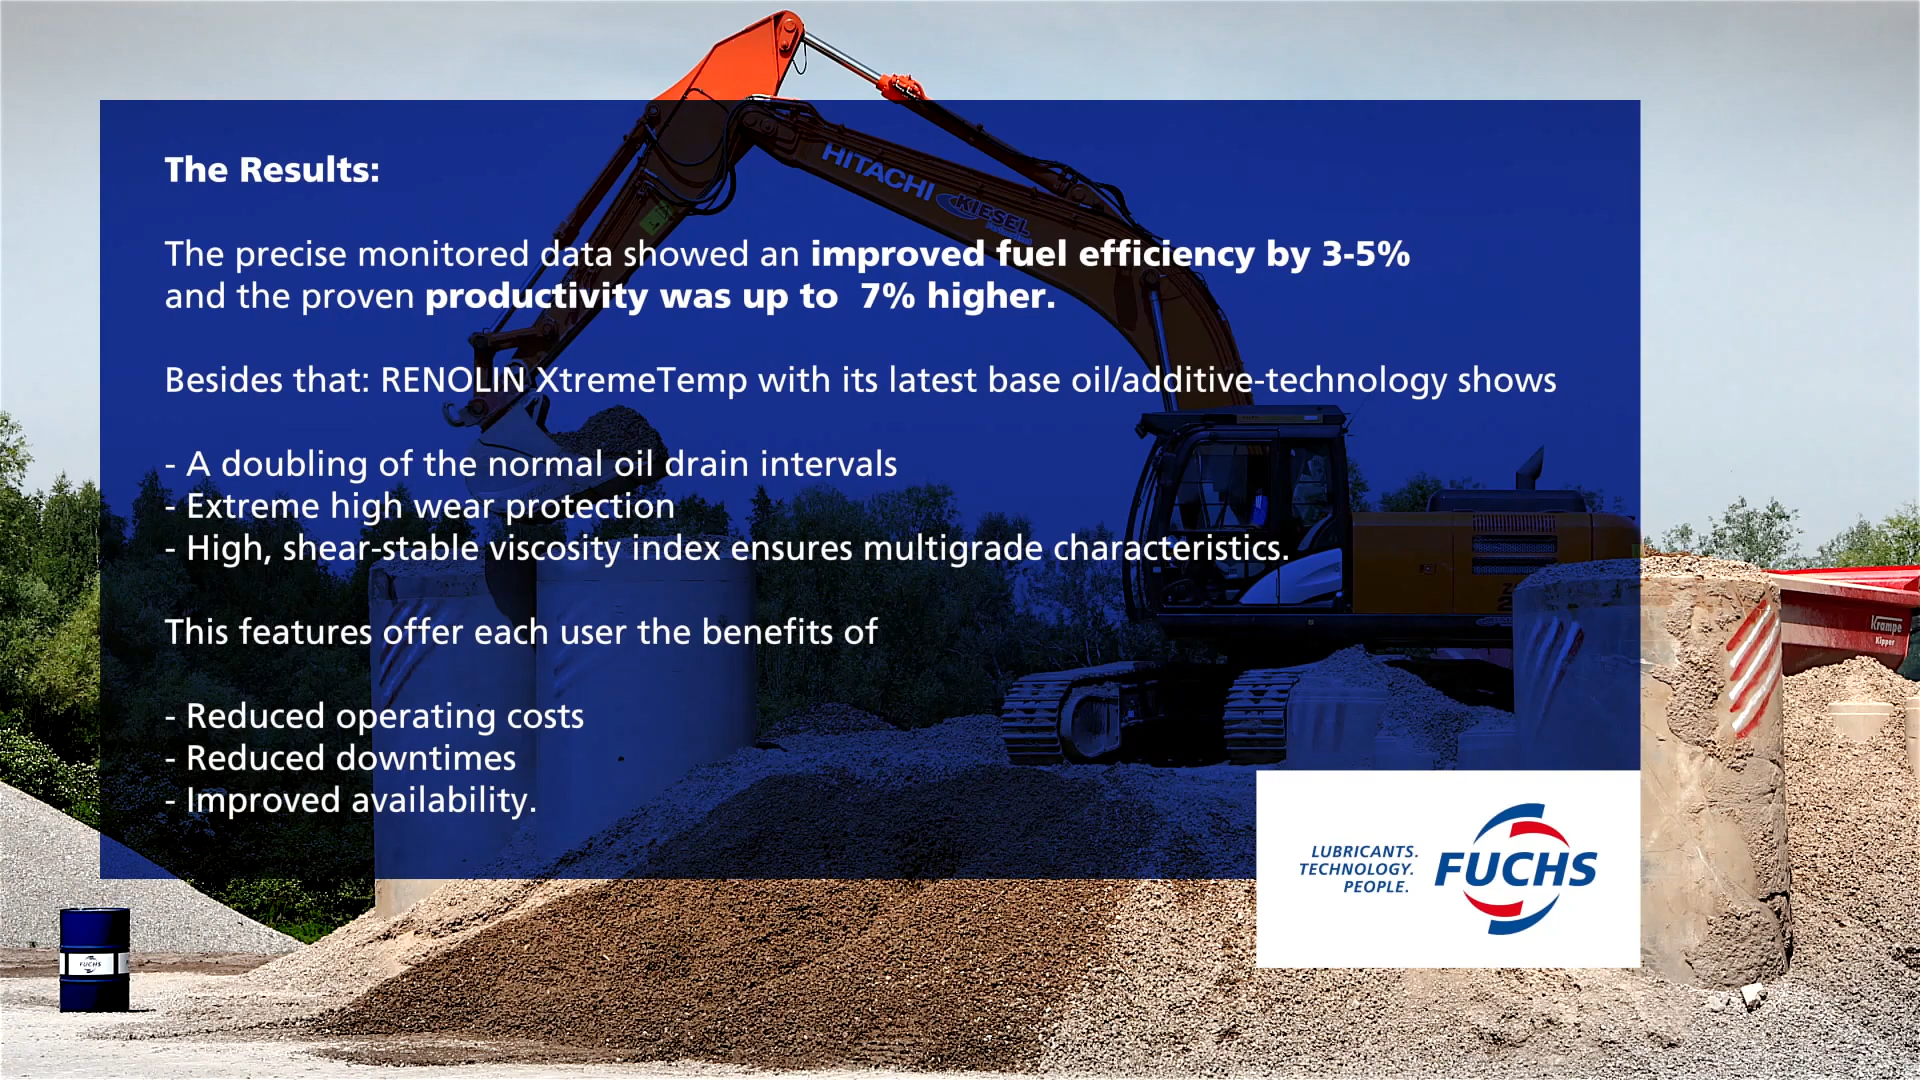 The Results:
The precise monitored data showed an improved fuel efficiency by 3-5%
and the proven productivity was up to 7% higher.
Besides that: RENOLIN XtremeTemp with its latest base oil/additive-technology shows
- A doubling of the normal oil drain intervals
- Extreme high wear protection
- High, shear-stable viscosity index ensures multigrade characteristics.
This features offer each user the benefits of
- Reduced operating costs
- Reduced downtimes
- Improved availability.
HITACHI
KIESEL
Krampe
Kipper
LUBRICANTS.
TECHNOLOGY.
PEOPLE.
FUCHS
FUCHS